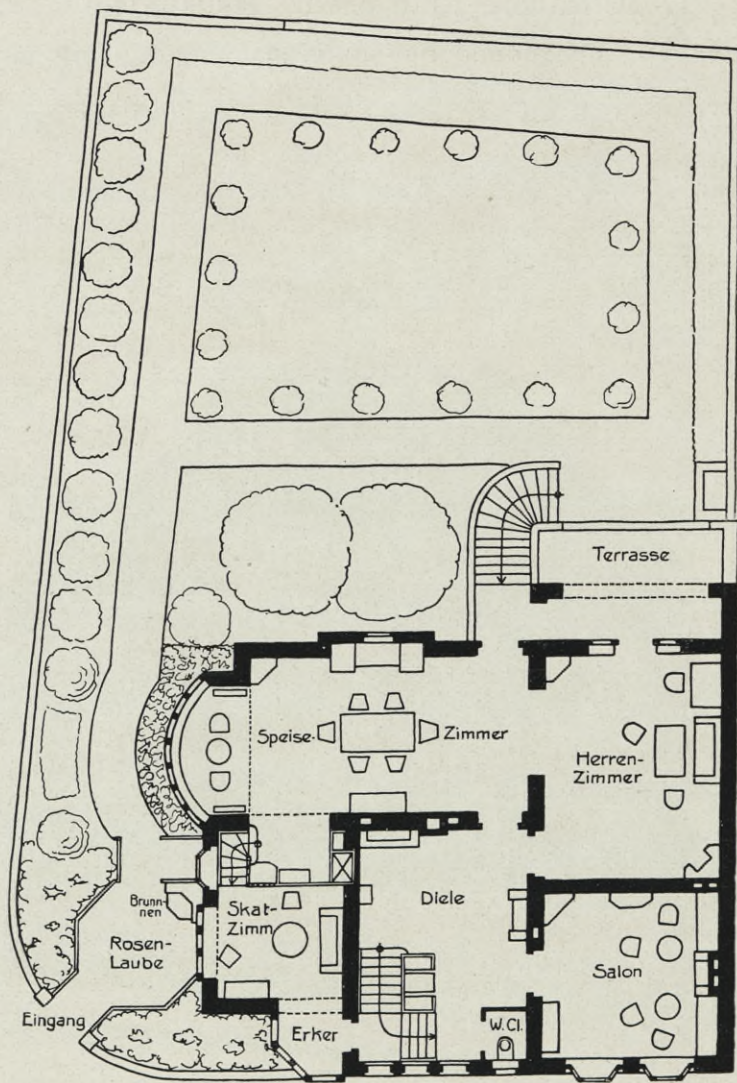 Terrasse
Speise- Zimmer
Herren-
Zimmer
Brunn-
nen
Skat-
Zimm
Diele
Rosen-
Laube
Salon
Eingang
Erker
W.Cl.